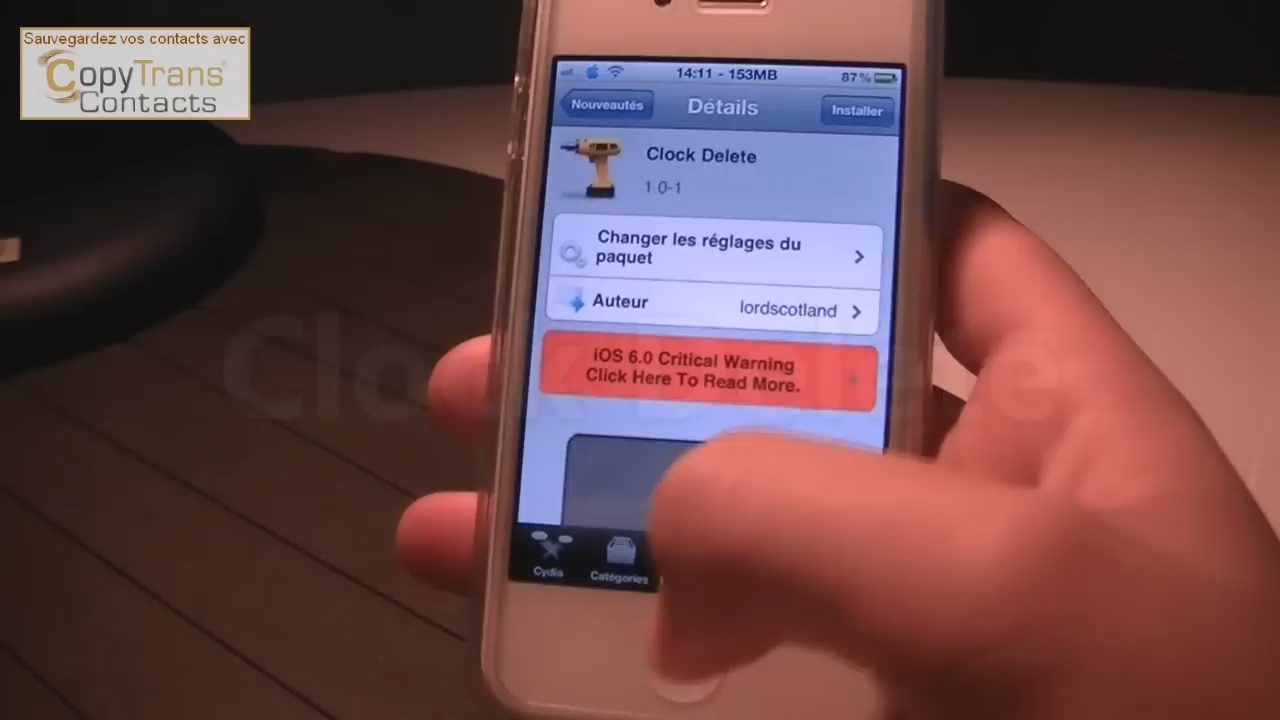 Sauvegardez vos contacts avec
CopyTrans
Contacts
14:11 - 153MB
87%
Nouveautés
Détails
Installer
Clock Delete
1.0-1
Changer les réglages du
paquet
Auteur
lordscotland
iOS 6.0 Critical Warning
Click Here To Read More.
Cydia
Catégories